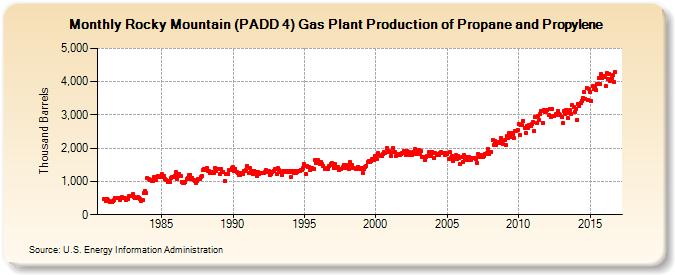 Monthly Rocky Mountain (PADD 4) Gas Plant Production of Propane and Propylene
Thousand Barrels
5,000
4,000
3,000
2,000
1,000
0
1985 1990 1995 2000 2005 2010 2015
Source: U.S. Energy Information Administration